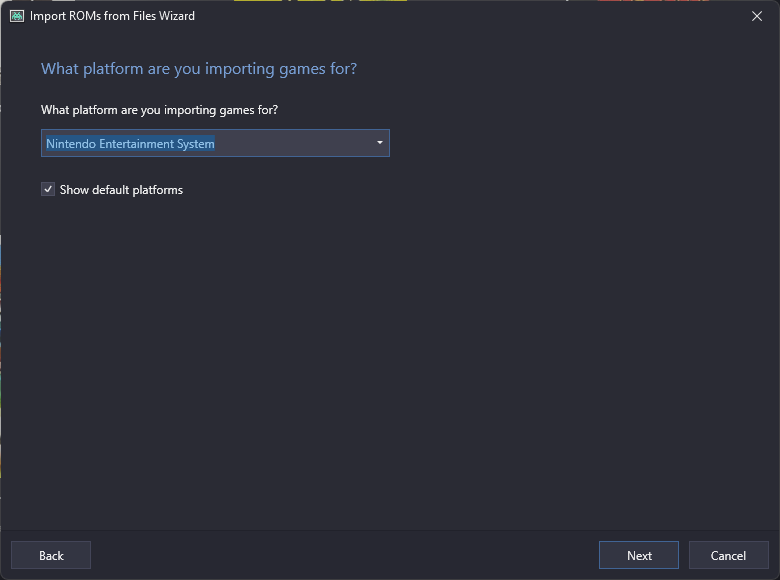 Import ROMs from Files Wizard
What platform are you importing games for?
What platform are you importing games for?
Nintendo Entertainment System
Show default platforms
Back
Next
Cancel